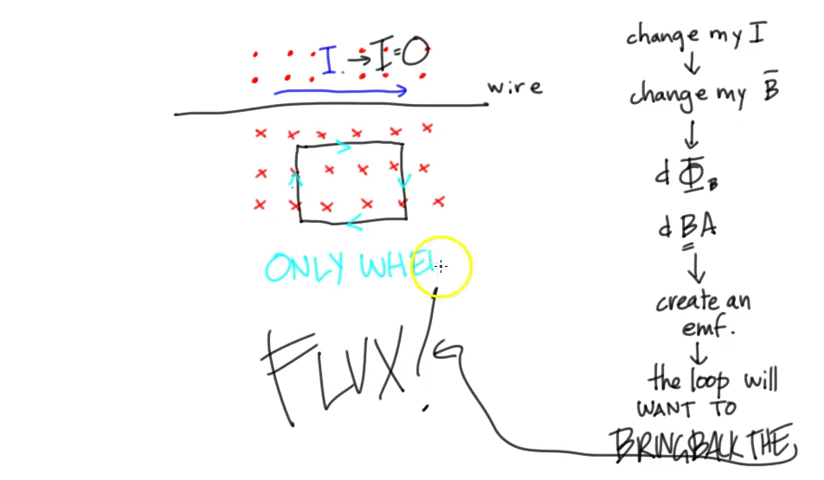 I → I=0
wire
ONLY WHE
FLUX!
change my I
↓
change my B̄
↓
d Φ_B
d BA
↓
create an
emf.
↓
the loop will
WANT TO
BRING BACK THE